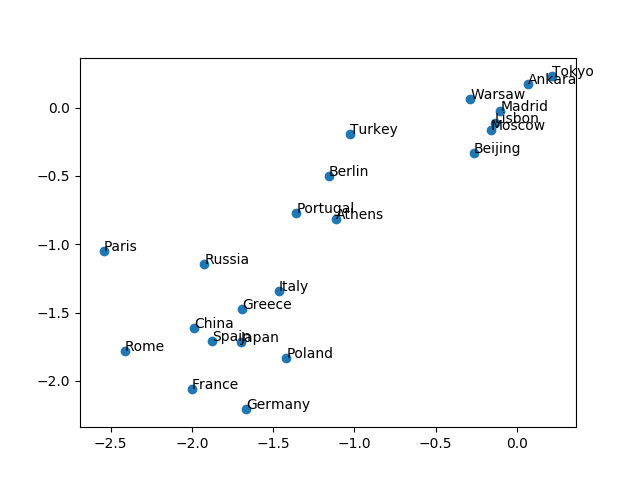 Tokyo
Ankara
Warsaw
Madrid
Lisbon
Moscow
Beijing
Turkey
Berlin
Portugal
Athens
Paris
Russia
Italy
Greece
China
Spain
Japan
Poland
Rome
France
Germany
0.0
−0.5
−1.0
−1.5
−2.0
−2.5
−2.0
−1.5
−1.0
−0.5
0.0